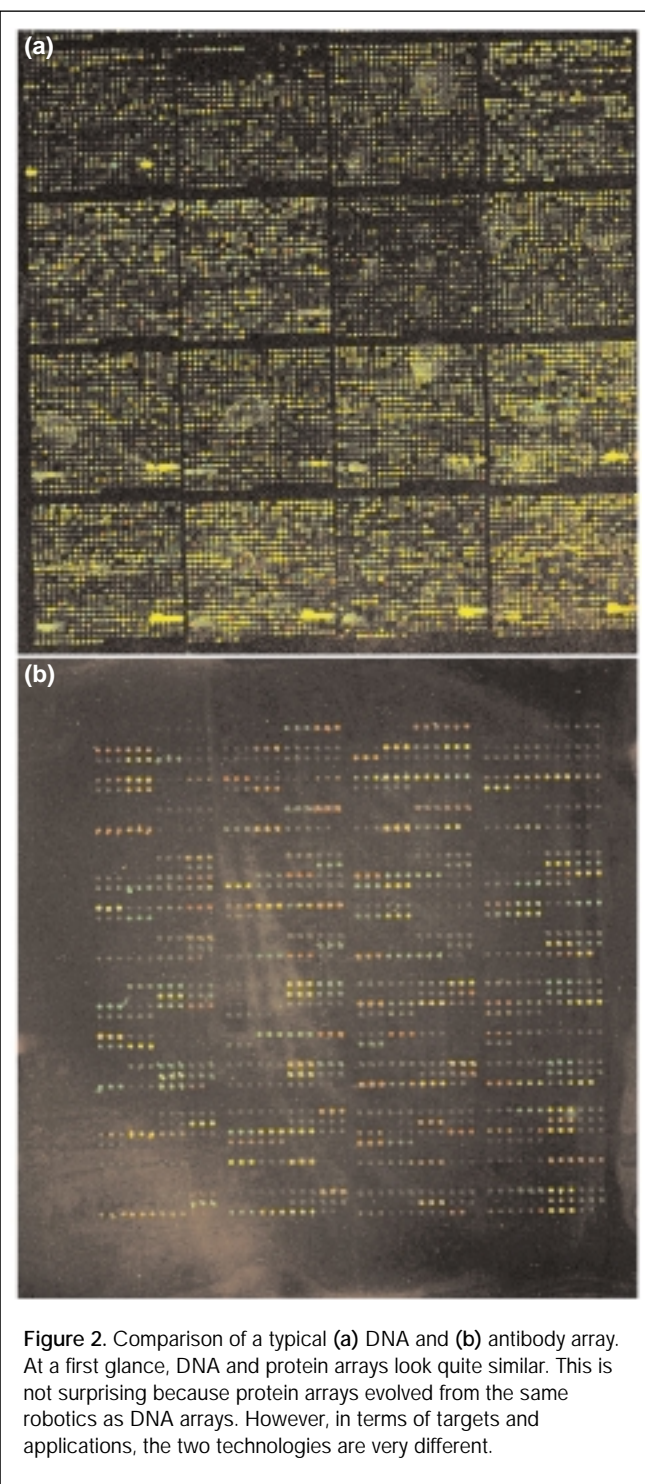 (a)
(b)
Figure 2. Comparison of a typical (a) DNA and (b) antibody array.
At a first glance, DNA and protein arrays look quite similar. This is
not surprising because protein arrays evolved from the same
robotics as DNA arrays. However, in terms of targets and
applications, the two technologies are very different.